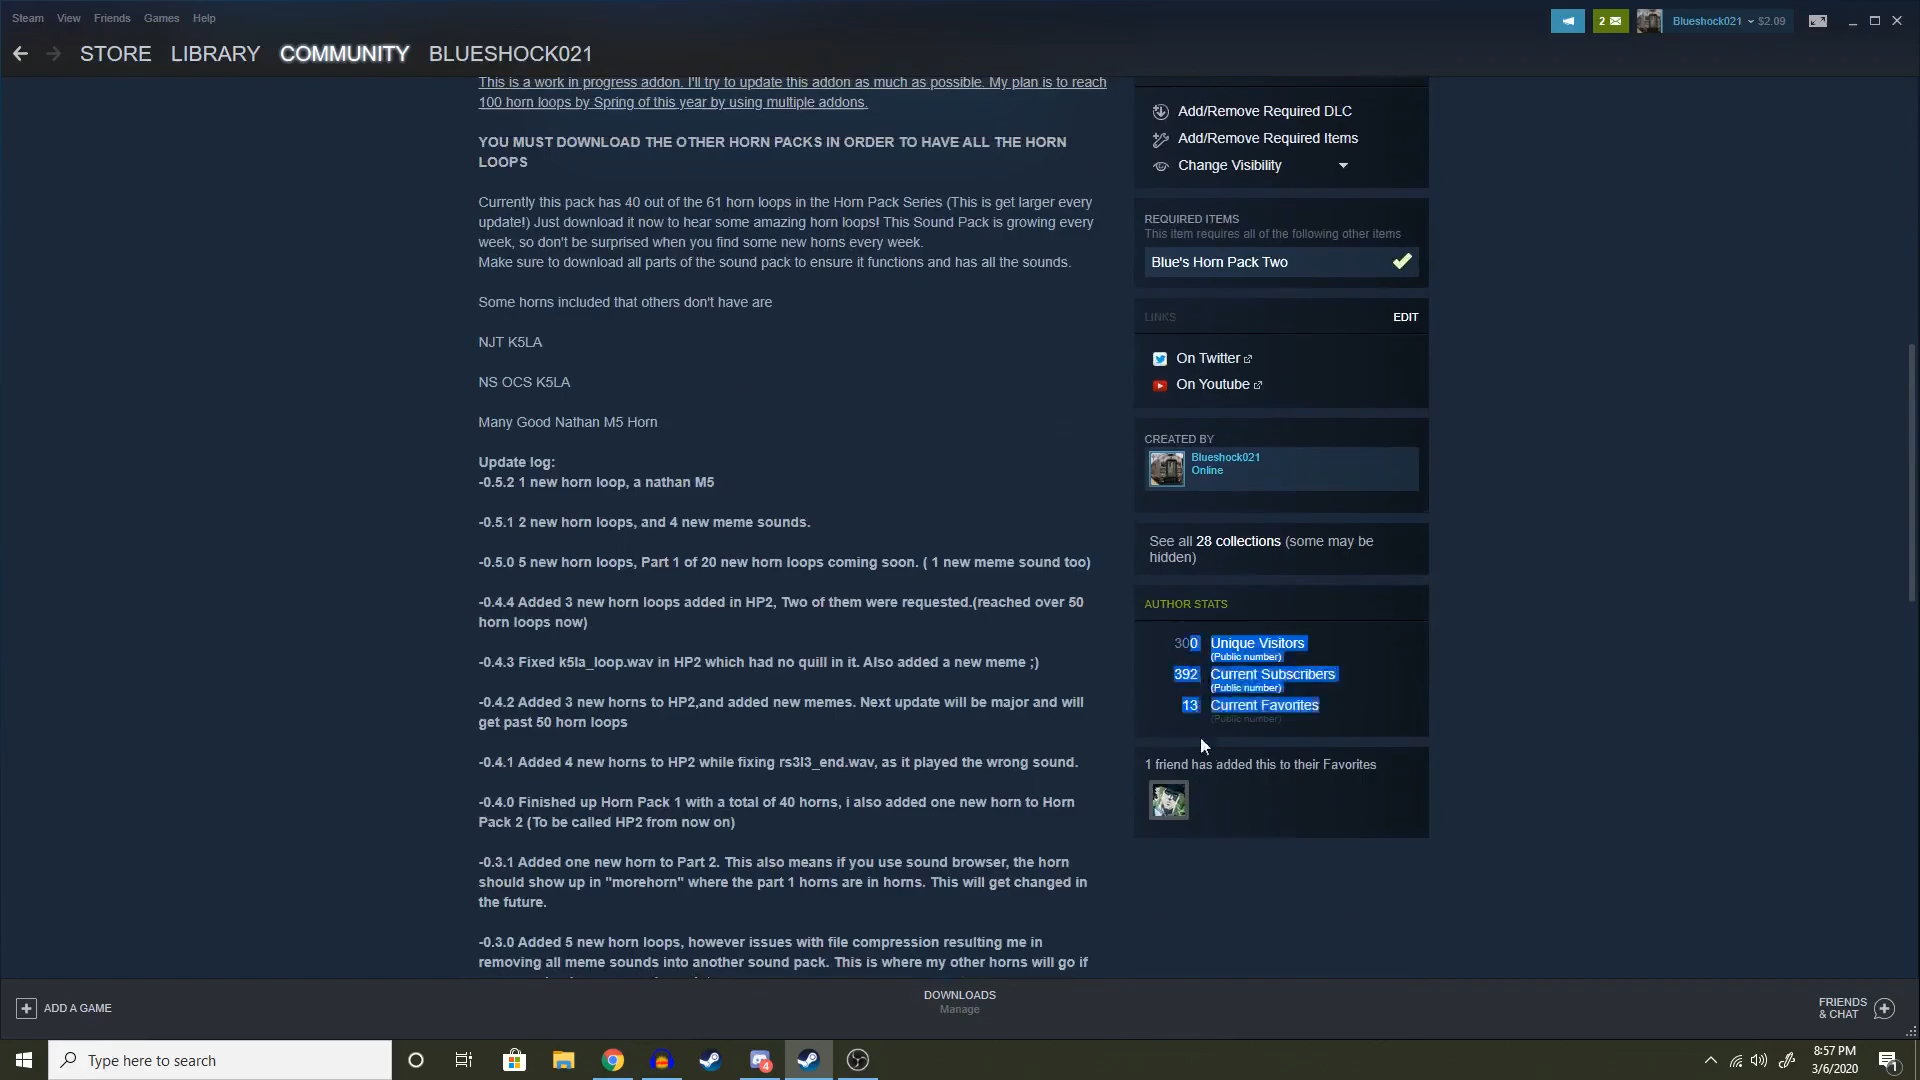 Steam View Friends Games Help
2
Blueshock021 $2.09
STORE LIBRARY COMMUNITY BLUESHOCK021
This is a work in progress addon. I'll try to update this addon as much as possible. My plan is to reach
100 horn loops by Spring of this year by using multiple addons.
YOU MUST DOWNLOAD THE OTHER HORN PACKS IN ORDER TO HAVE ALL THE HORN
LOOPS
Currently this pack has 40 out of the 61 horn loops in the Horn Pack Series (This is get larger every
update!) Just download it now to hear some amazing horn loops! This Sound Pack is growing every
week, so don't be surprised when you find some new horns every week.
Make sure to download all parts of the sound pack to ensure it functions and has all the sounds.
Some horns included that others don't have are
NJT K5LA
NS OCS K5LA
Many Good Nathan M5 Horn
Update log:
-0.5.2 1 new horn loop, a nathan M5
-0.5.1 2 new horn loops, and 4 new meme sounds.
-0.5.0 5 new horn loops, Part 1 of 20 new horn loops coming soon. ( 1 new meme sound too)
-0.4.4 Added 3 new horn loops added in HP2, Two of them were requested.(reached over 50
horn loops now)
-0.4.3 Fixed k5la_loop.wav in HP2 which had no quill in it. Also added a new meme ;)
-0.4.2 Added 3 new horns to HP2,and added new memes. Next update will be major and will
get past 50 horn loops
-0.4.1 Added 4 new horns to HP2 while fixing rs3l3_end.wav, as it played the wrong sound.
-0.4.0 Finished up Horn Pack 1 with a total of 40 horns, i also added one new horn to Horn
Pack 2 (To be called HP2 from now on)
-0.3.1 Added one new horn to Part 2. This also means if you use sound browser, the horn
should show up in "morehorn" where the part 1 horns are in horns. This will get changed in
the future.
-0.3.0 Added 5 new horn loops, however issues with file compression resulting me in
removing all meme sounds into another sound pack. This is where my other horns will go if
Add/Remove Required DLC
Add/Remove Required Items
Change Visibility
REQUIRED ITEMS
This item requires all of the following other items
Blue's Horn Pack Two
LINKS EDIT
On Twitter
On Youtube
CREATED BY
Blueshock021
Online
See all 28 collections (some may be
hidden)
AUTHOR STATS
300 Unique Visitors
(Public number)
392 Current Subscribers
(Public number)
13 Current Favorites
(Public number)
1 friend has added this to their Favorites
ADD A GAME
DOWNLOADS
Manage
FRIENDS
& CHAT
Type here to search
4
8:57 PM
3/6/2020
1